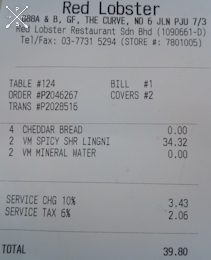 Red Lobster
G8BA & B, GF, THE CURVE, NO 6 JLN PJU 7/3
Red Lobster Restaurant Sdn Bhd (1090661-D)
Tel/Fax: 03-7731 5294 (STORE #: 7801005)
TABLE #124 BILL #1
ORDER #P2046267 COVERS #2
TRANS #P2028516
4 CHEDDAR BREAD 0.00
2 VM SPICY SHR LINGNI 34.32
2 VM MINERAL WATER 0.00
SERVICE CHG 10% 3.43
SERVICE TAX 6% 2.06
TOTAL 39.80